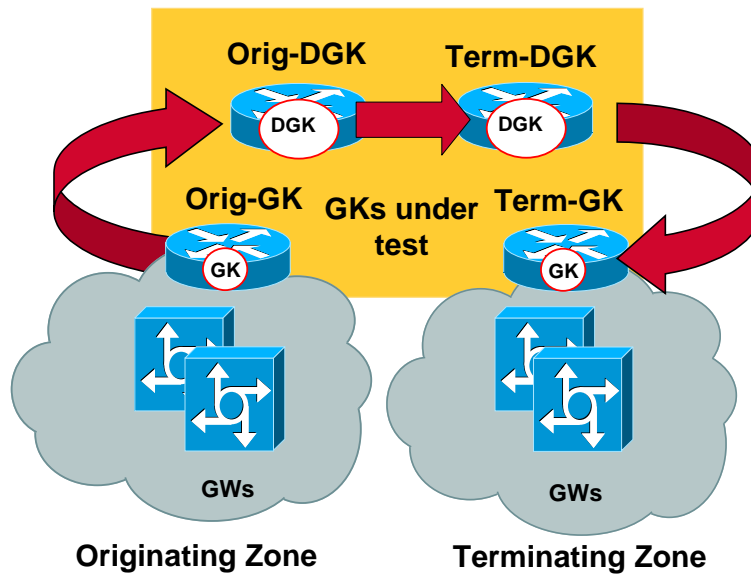 Orig-DGK
Term-DGK
DGK
DGK
Orig-GK
GKs under
test
Term-GK
GK
GK
GWs
GWs
Originating Zone
Terminating Zone